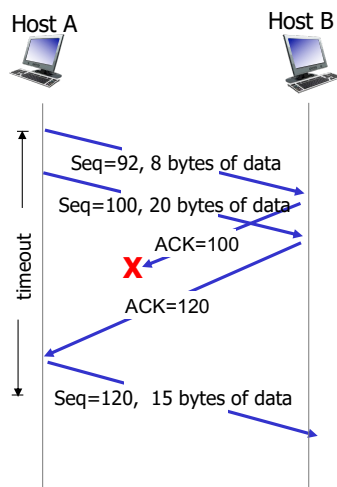 Host A
Host B
Seq=92, 8 bytes of data
Seq=100, 20 bytes of data
ACK=100
X
timeout
ACK=120
Seq=120, 15 bytes of data